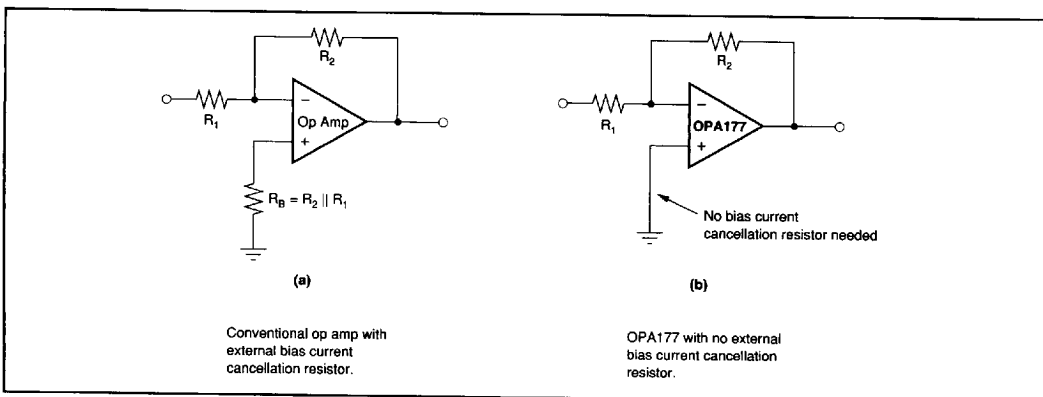 R2
R1
−
Op Amp
+
RB = R2 || R1
(a)
Conventional op amp with
external bias current
cancellation resistor.
R2
R1
−
OPA177
+
No bias current
cancellation resistor needed
(b)
OPA177 with no external
bias current cancellation
resistor.